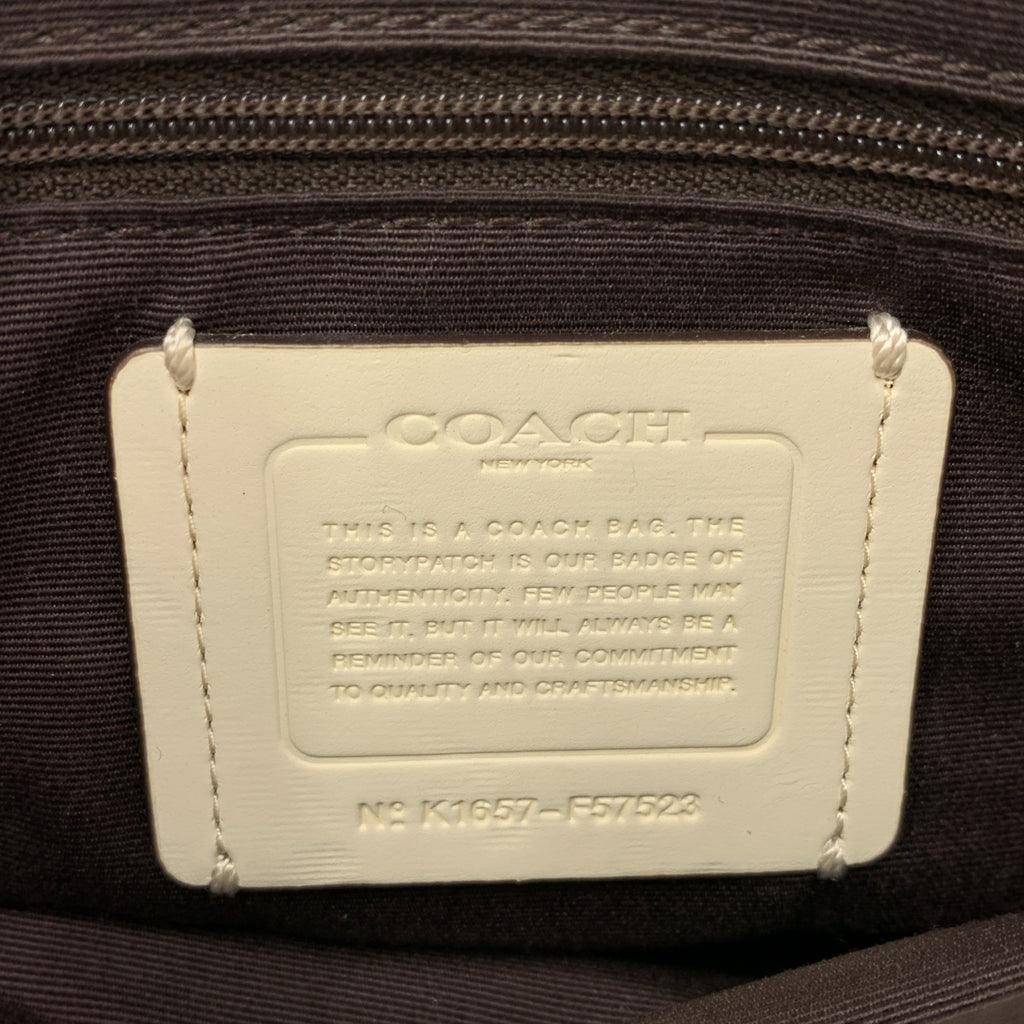 COACH
NEW YORK
THIS IS A COACH BAG. THE
STORYPATCH IS OUR BADGE OF
AUTHENTICITY. FEW PEOPLE MAY
SEE IT, BUT IT WILL ALWAYS BE A
REMINDER OF OUR COMMITMENT
TO QUALITY AND CRAFTSMANSHIP.
Nº K1657-F57523